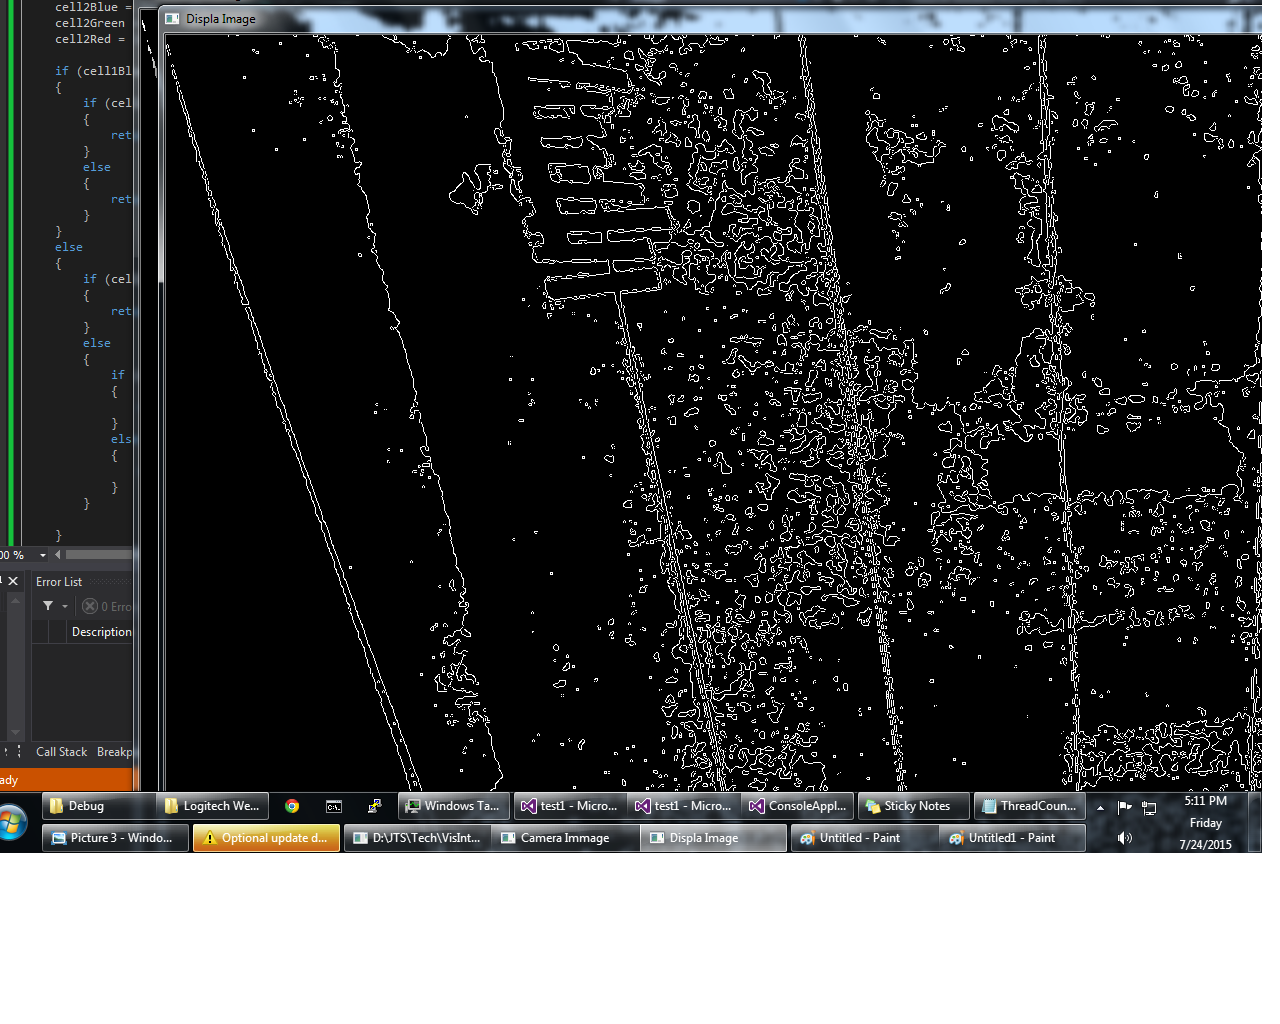 cell2Blue =
Displa Image
cell2Green
cell2Red =
if (cell1Bl
{
if (cel
{
ret
}
else
{
ret
}
}
else
{
if (cel
{
ret
}
else
{
if
{
}
els
{
}
}
}
00 %
Error List
0 Erro
Description
Call Stack Breakp
ady
Debug
Logitech We...
Windows Ta...
test1 - Micro...
test1 - Micro...
ConsoleAppl...
Sticky Notes
ThreadCoun...
5:11 PM
Friday
7/24/2015
Picture 3 - Windo...
Optional update d...
D:\JTS\Tech\VisInt...
Camera Immage
Displa Image
Untitled - Paint
Untitled1 - Paint